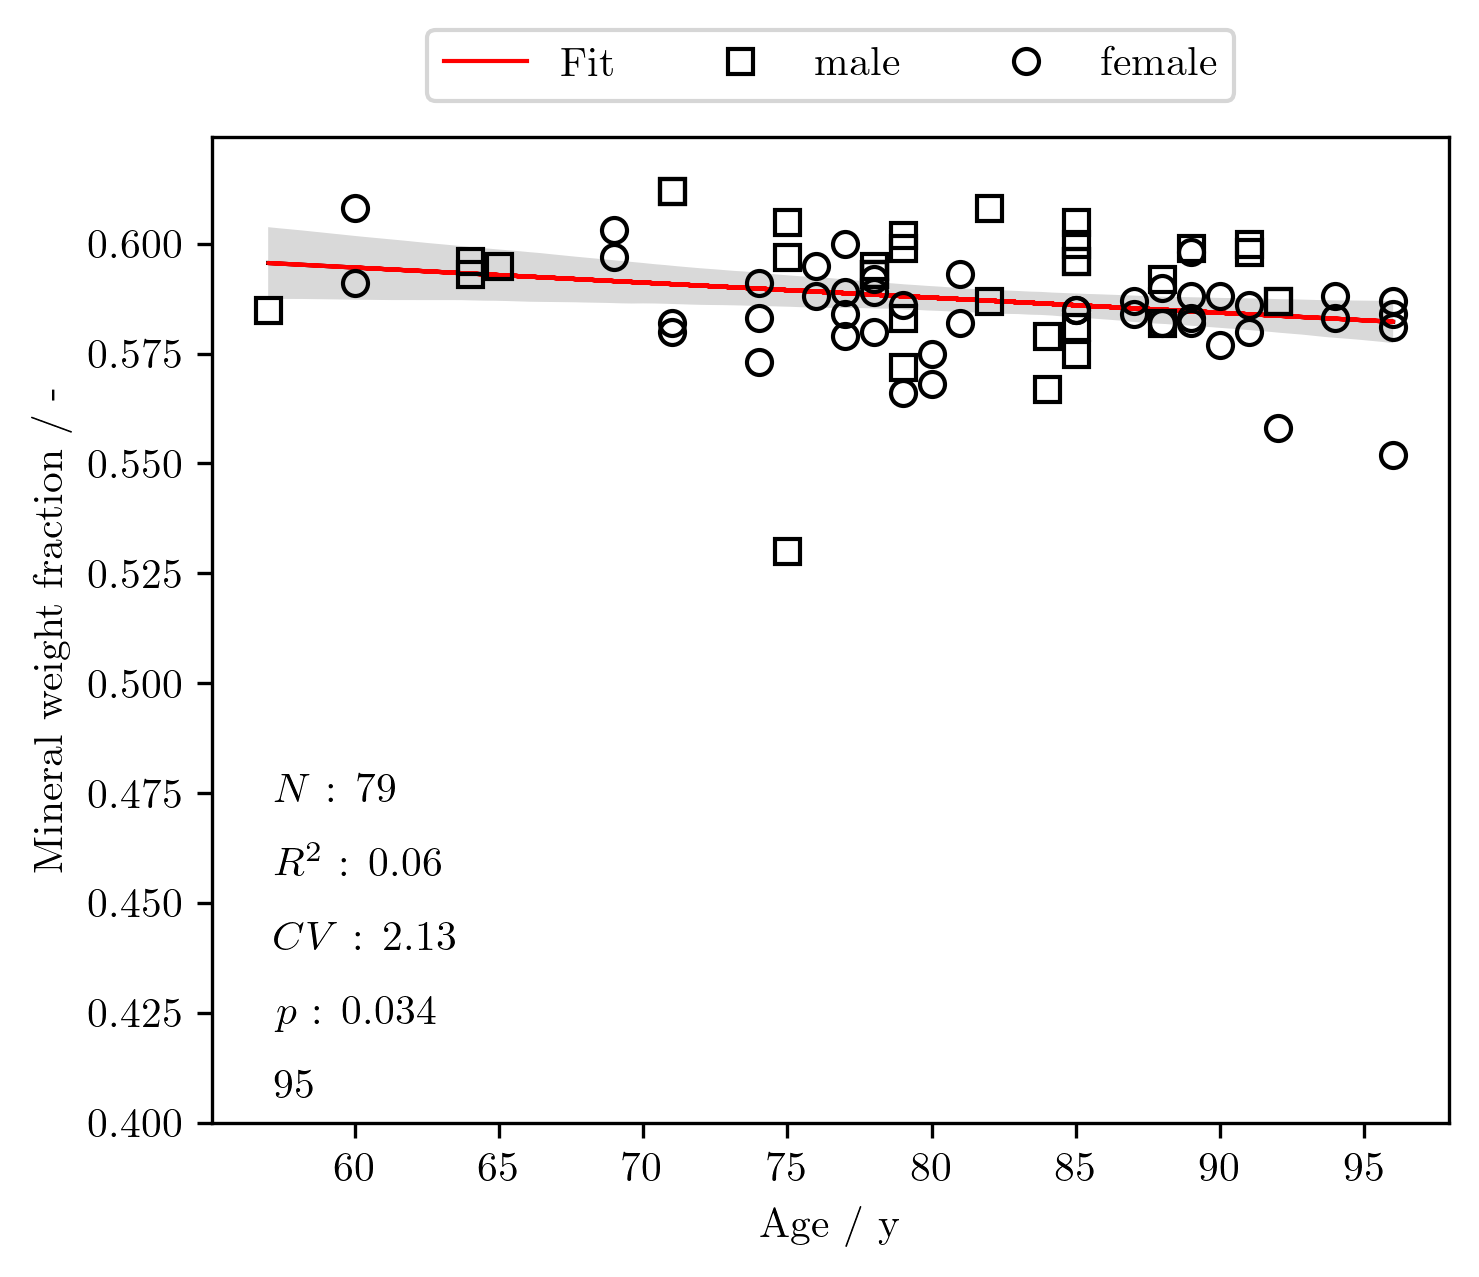 Fit male female
0.600
0.575
0.550
0.525
0.500
0.475
0.450
0.425
0.400
Mineral weight fraction / -
N : 79
R² : 0.06
CV : 2.13
p : 0.034
95
60 65 70 75 80 85 90 95
Age / y